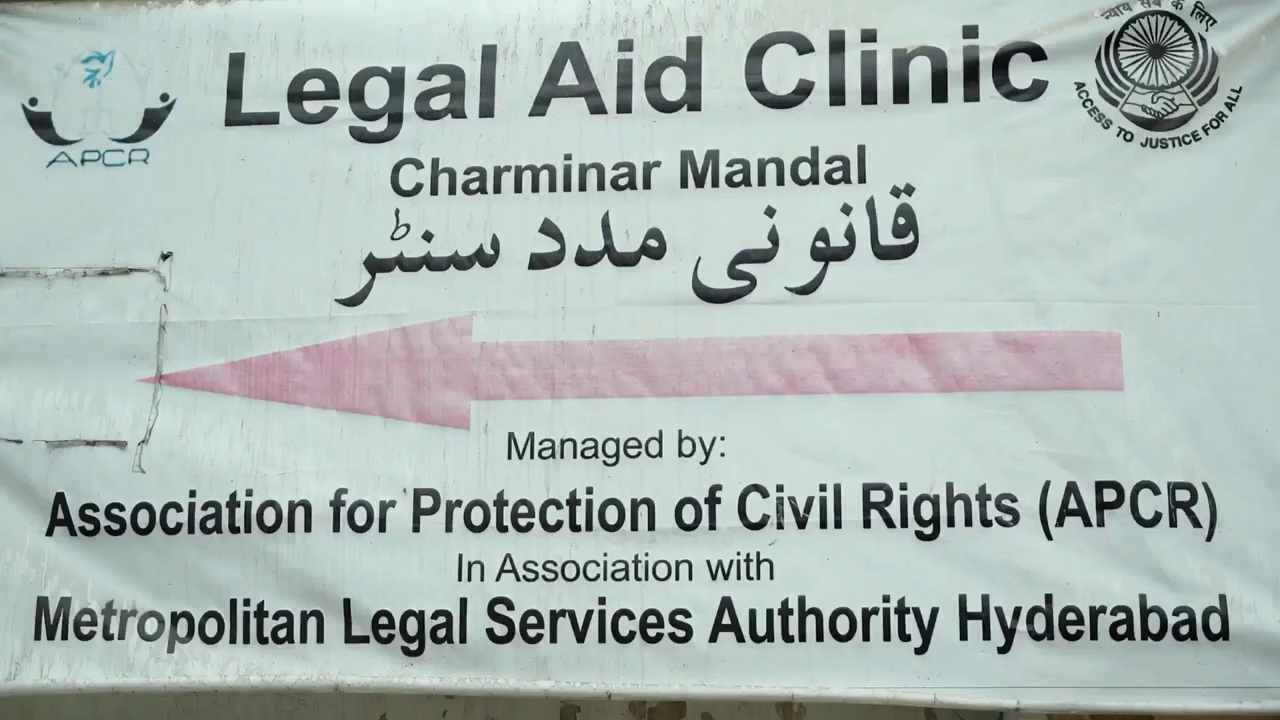 न्याय सब के लिए
ACCESS TO JUSTICE FOR ALL
APCR
Legal Aid Clinic
Charminar Mandal
قانونی مدد سنٹر
Managed by:
Association for Protection of Civil Rights (APCR)
In Association with
Metropolitan Legal Services Authority Hyderabad